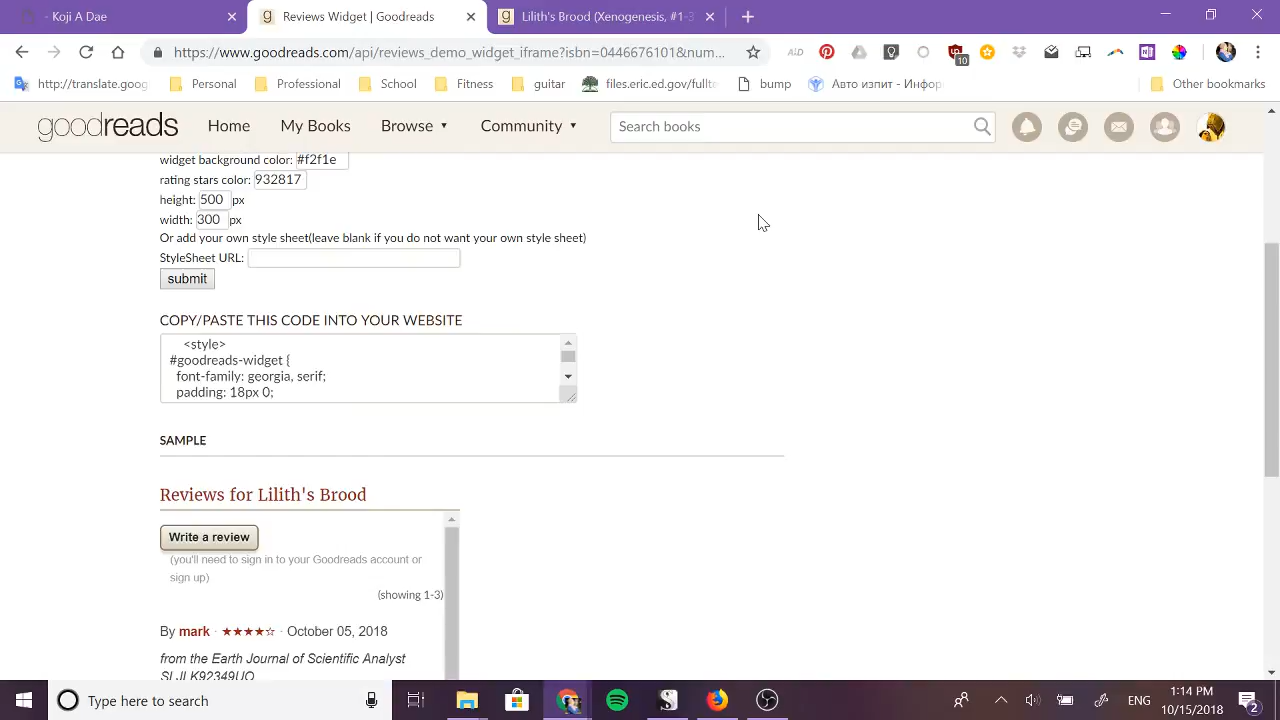 - Koji A Dae
Reviews Widget | Goodreads
Lilith's Brood (Xenogenesis, #1-3
https://www.goodreads.com/api/reviews_demo_widget_iframe?isbn=0446676101&num...
10
http://translate.goog
Personal
Professional
School
Fitness
guitar
files.eric.ed.gov/fullt
bump
Авто изпит - Инфор
Other bookmarks
goodreads
Home
My Books
Browse
Community
Search books
widget background color: #f2f1e
rating stars color: 932817
height: 500 px
width: 300 px
Or add your own style sheet(leave blank if you do not want your own style sheet)
StyleSheet URL:
submit
COPY/PASTE THIS CODE INTO YOUR WEBSITE
<style>
#goodreads-widget {
font-family: georgia, serif;
padding: 18px 0;
SAMPLE
Reviews for Lilith's Brood
Write a review
(you'll need to sign in to your Goodreads account or
sign up)
(showing 1-3)
By mark · ★★★★☆ · October 05, 2018
from the Earth Journal of Scientific Analyst
SLJLK92349UO
Type here to search
ENG
1:14 PM
10/15/2018
2